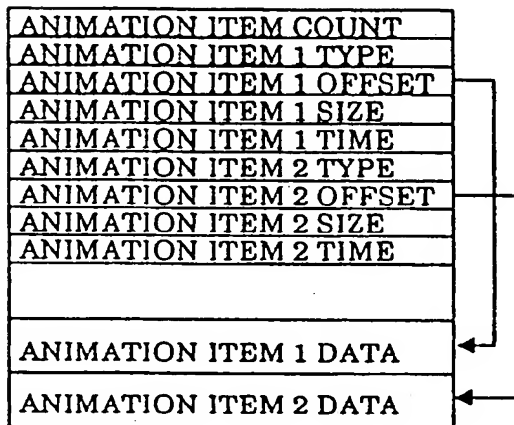 ANIMATION ITEM COUNT
ANIMATION ITEM 1 TYPE
ANIMATION ITEM 1 OFFSET
ANIMATION ITEM 1 SIZE
ANIMATION ITEM 1 TIME
ANIMATION ITEM 2 TYPE
ANIMATION ITEM 2 OFFSET
ANIMATION ITEM 2 SIZE
ANIMATION ITEM 2 TIME
ANIMATION ITEM 1 DATA
ANIMATION ITEM 2 DATA